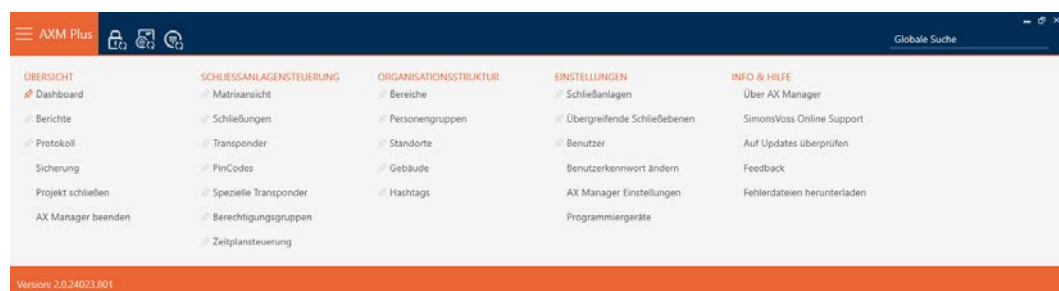 AXM Plus
Globale Suche
ÜBERSICHT
Dashboard
Berichte
Protokoll
Sicherung
Projekt schließen
AX Manager beenden
SCHLIESSANLAGENSTEUERUNG
Matrixansicht
Schließungen
Transponder
PinCodes
Spezielle Transponder
Berechtigungsgruppen
Zeitplansteuerung
ORGANISATIONSSTRUKTUR
Bereiche
Personengruppen
Standorte
Gebäude
Hashtags
EINSTELLUNGEN
Schließanlagen
Übergreifende Schließebenen
Benutzer
Benutzerkennwort ändern
AX Manager Einstellungen
Programmiergeräte
INFO & HILFE
Über AX Manager
SimonsVoss Online Support
Auf Updates überprüfen
Feedback
Fehlerdateien herunterladen
Version: 2.0.24023.801